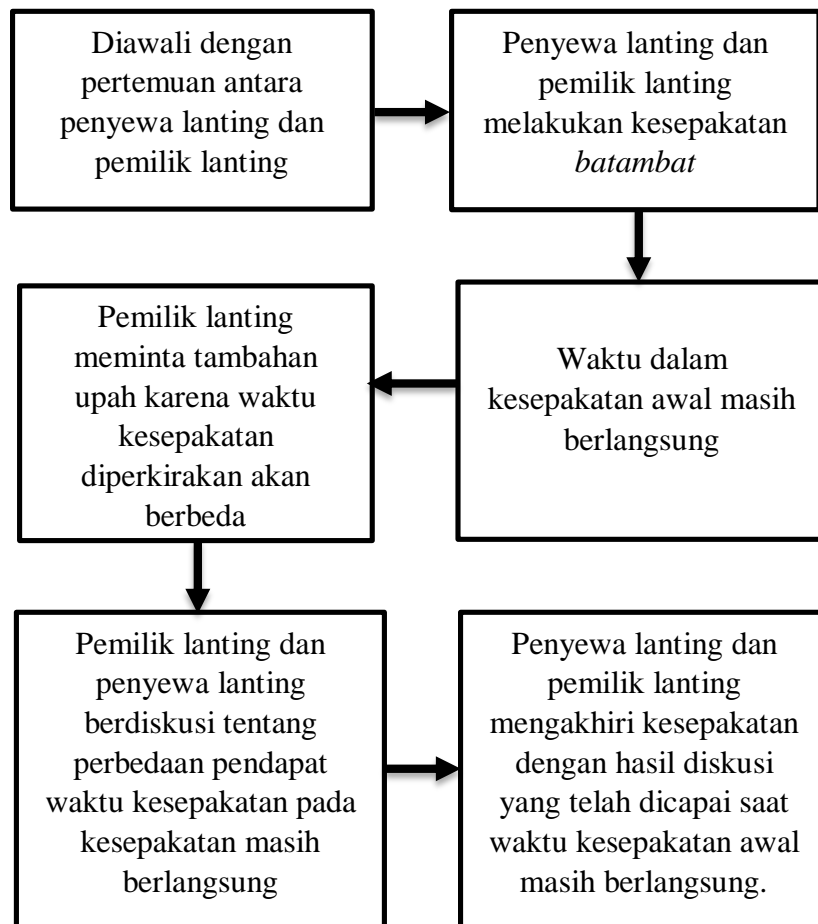 Diawali dengan
pertemuan antara
penyewa lanting dan
pemilik lanting
Penyewa lanting dan
pemilik lanting
melakukan kesepakatan
batambat
Waktu dalam
kesepakatan awal masih
berlangsung
Pemilik lanting
meminta tambahan
upah karena waktu
kesepakatan
diperkirakan akan
berbeda
Pemilik lanting dan
penyewa lanting
berdiskusi tentang
perbedaan pendapat
waktu kesepakatan pada
kesepakatan masih
berlangsung
Penyewa lanting dan
pemilik lanting
mengakhiri kesepakatan
dengan hasil diskusi
yang telah dicapai saat
waktu kesepakatan awal
masih berlangsung.